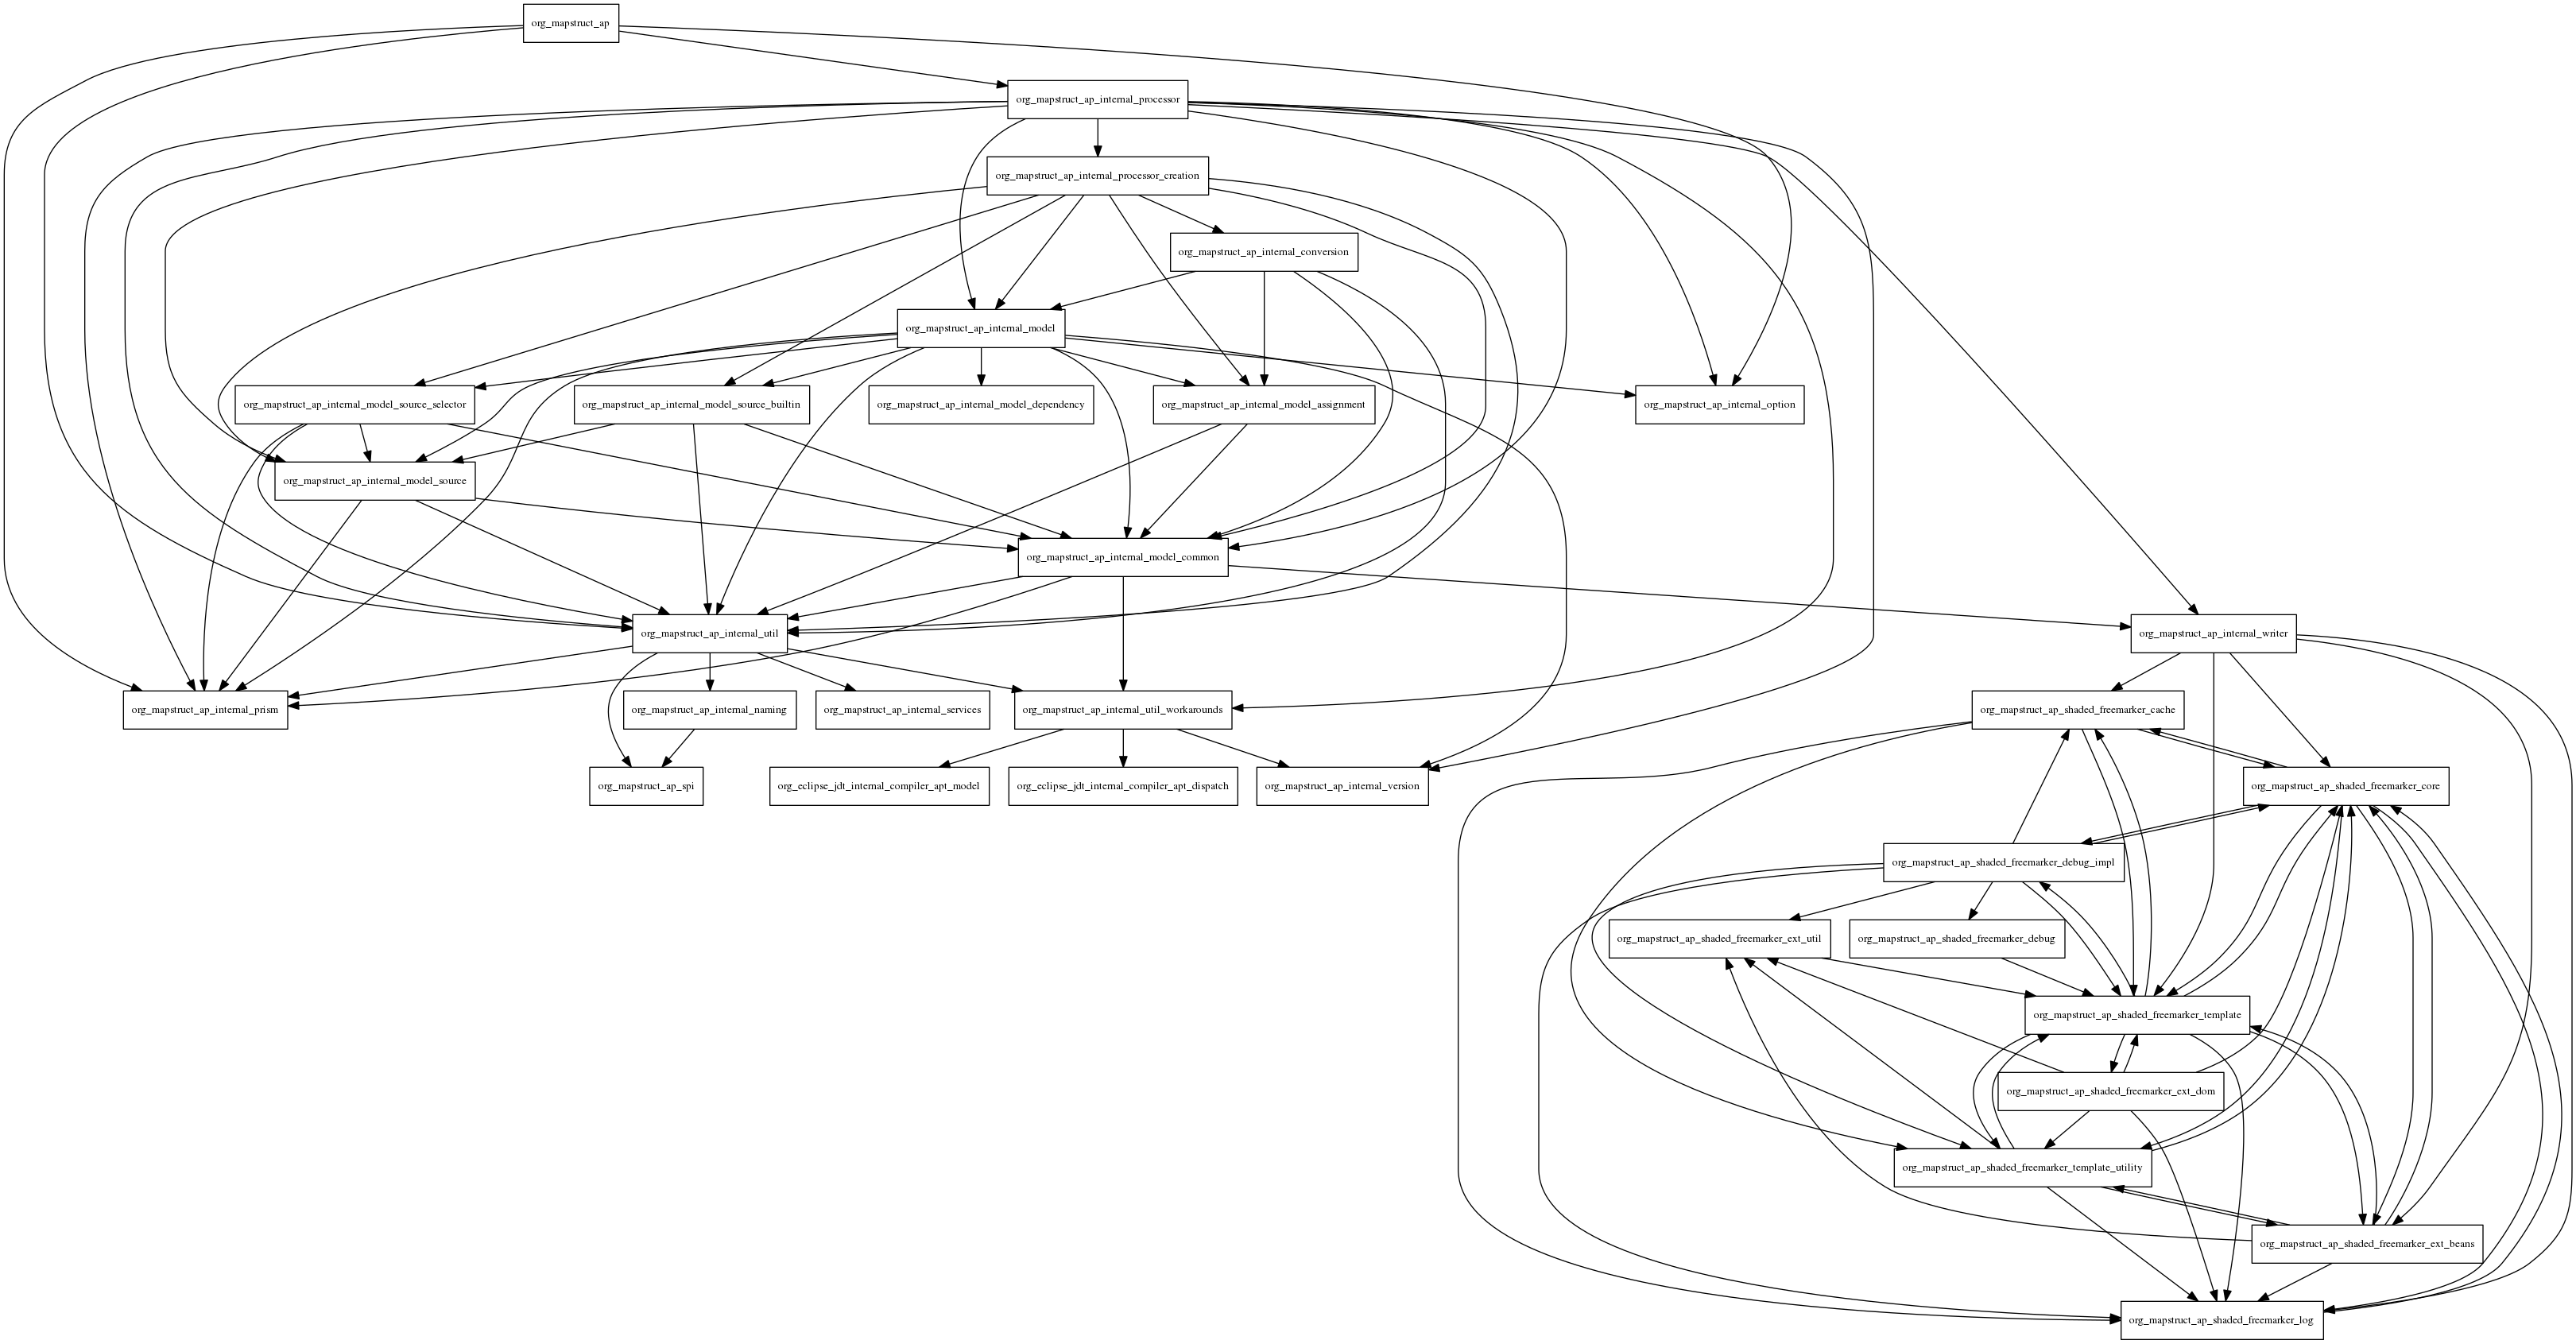 org_mapstruct_ap
org_mapstruct_ap_internal_processor
org_mapstruct_ap_internal_processor_creation
org_mapstruct_ap_internal_conversion
org_mapstruct_ap_internal_model
org_mapstruct_ap_internal_model_source_selector
org_mapstruct_ap_internal_model_source_builtin
org_mapstruct_ap_internal_model_dependency
org_mapstruct_ap_internal_model_assignment
org_mapstruct_ap_internal_option
org_mapstruct_ap_internal_model_source
org_mapstruct_ap_internal_model_common
org_mapstruct_ap_internal_util
org_mapstruct_ap_internal_writer
org_mapstruct_ap_internal_prism
org_mapstruct_ap_internal_naming
org_mapstruct_ap_internal_services
org_mapstruct_ap_internal_util_workarounds
org_mapstruct_ap_shaded_freemarker_cache
org_mapstruct_ap_spi
org_eclipse_jdt_internal_compiler_apt_model
org_eclipse_jdt_internal_compiler_apt_dispatch
org_mapstruct_ap_internal_version
org_mapstruct_ap_shaded_freemarker_core
org_mapstruct_ap_shaded_freemarker_debug_impl
org_mapstruct_ap_shaded_freemarker_ext_util
org_mapstruct_ap_shaded_freemarker_debug
org_mapstruct_ap_shaded_freemarker_template
org_mapstruct_ap_shaded_freemarker_ext_dom
org_mapstruct_ap_shaded_freemarker_template_utility
org_mapstruct_ap_shaded_freemarker_ext_beans
org_mapstruct_ap_shaded_freemarker_log